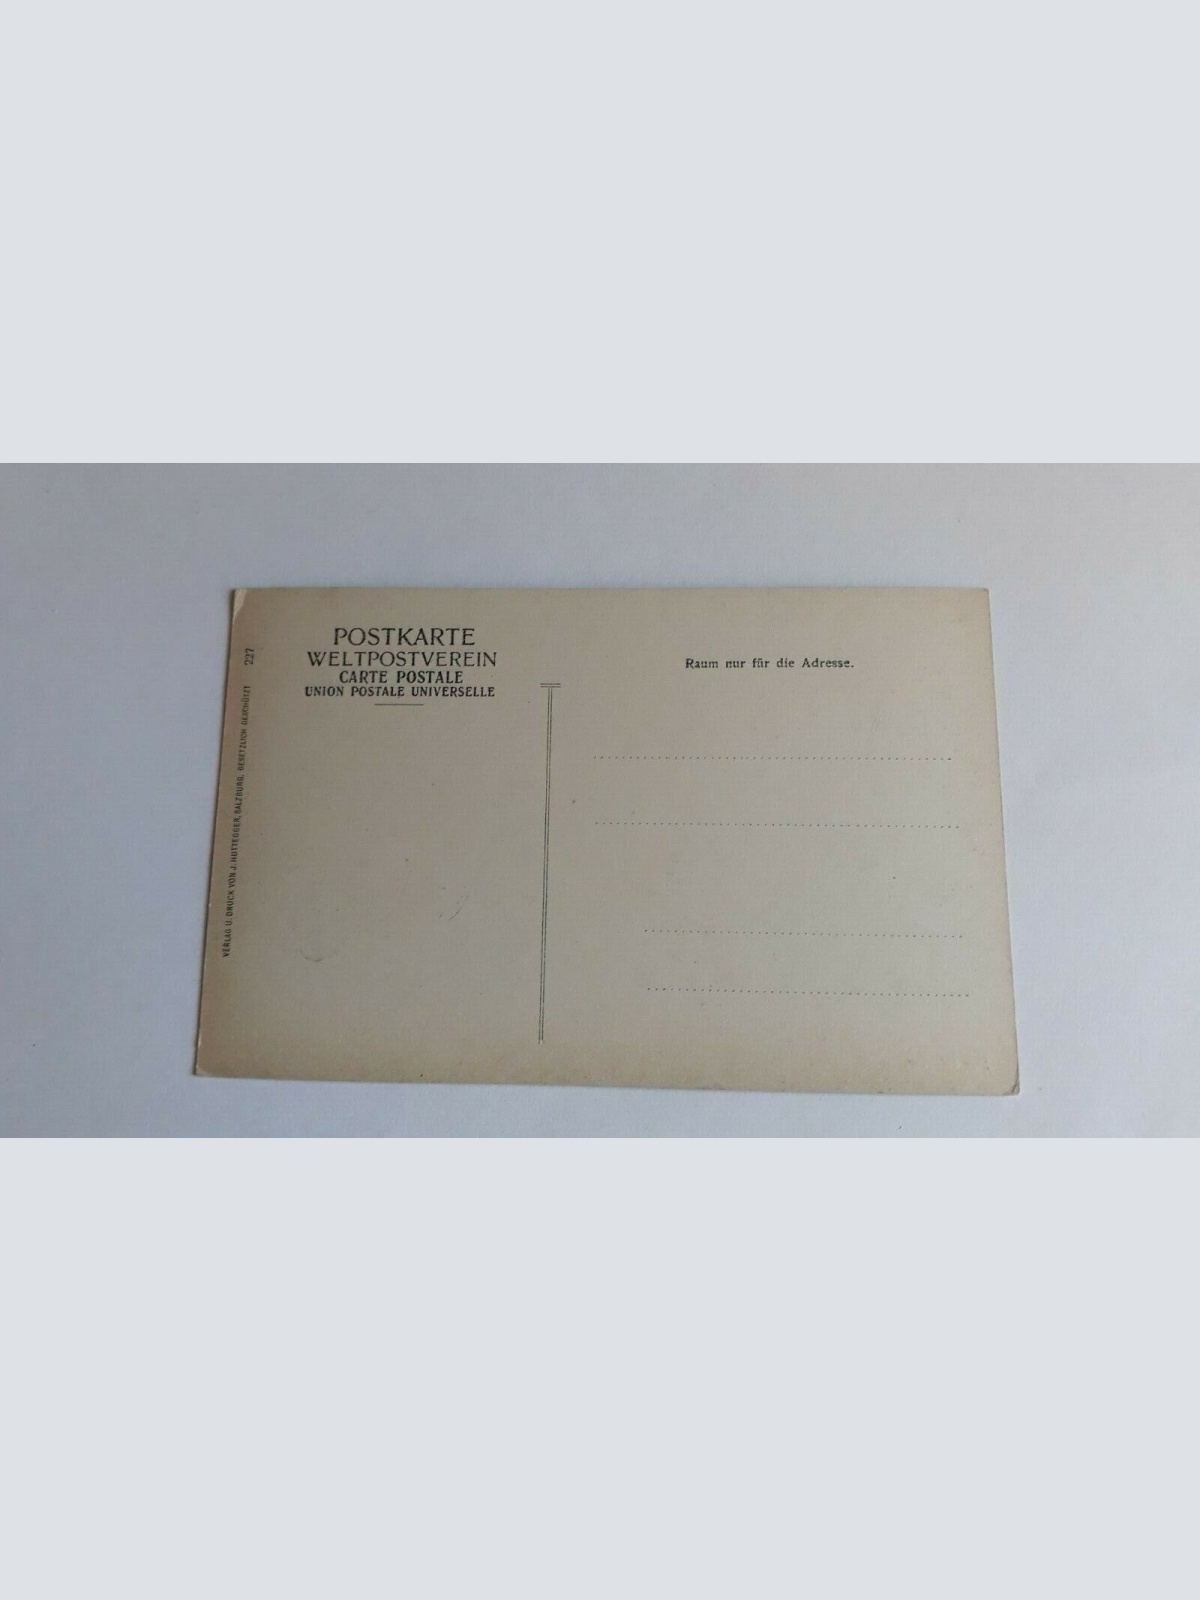 POSTKARTE
WELTPOSTVEREIN
CARTE POSTALE
UNION POSTALE UNIVERSELLE
Raum nur für die Adresse.
VERLAG U. DRUCK VON J. HUTTEGGER, SALZBURG. GESETZLICH GESCHÜTZT 227